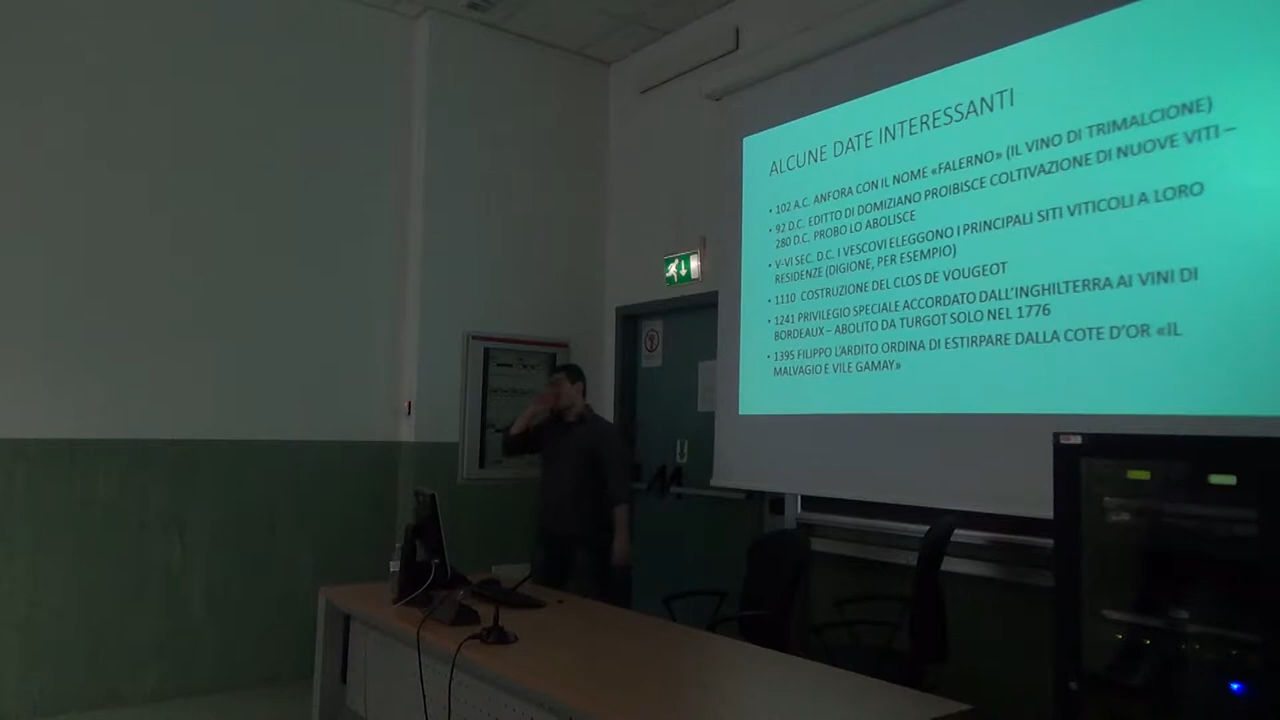 ALCUNE DATE INTERESSANTI
• 102 A.C. ANFORA CON IL NOME «FALERNO» (IL VINO DI TRIMALCIONE)
• 92 D.C. EDITTO DI DOMIZIANO PROIBISCE COLTIVAZIONE DI NUOVE VITI –
280 D.C. PROBO LO ABOLISCE
• V-VI SEC. D.C. I VESCOVI ELEGGONO I PRINCIPALI SITI VITICOLI A LORO
RESIDENZE (DIGIONE, PER ESEMPIO)
• 1110 COSTRUZIONE DEL CLOS DE VOUGEOT
• 1241 PRIVILEGIO SPECIALE ACCORDATO DALL'INGHILTERRA AI VINI DI
BORDEAUX – ABOLITO DA TURGOT SOLO NEL 1776
• 1395 FILIPPO L'ARDITO ORDINA DI ESTIRPARE DALLA COTE D'OR «IL
MALVAGIO E VILE GAMAY»